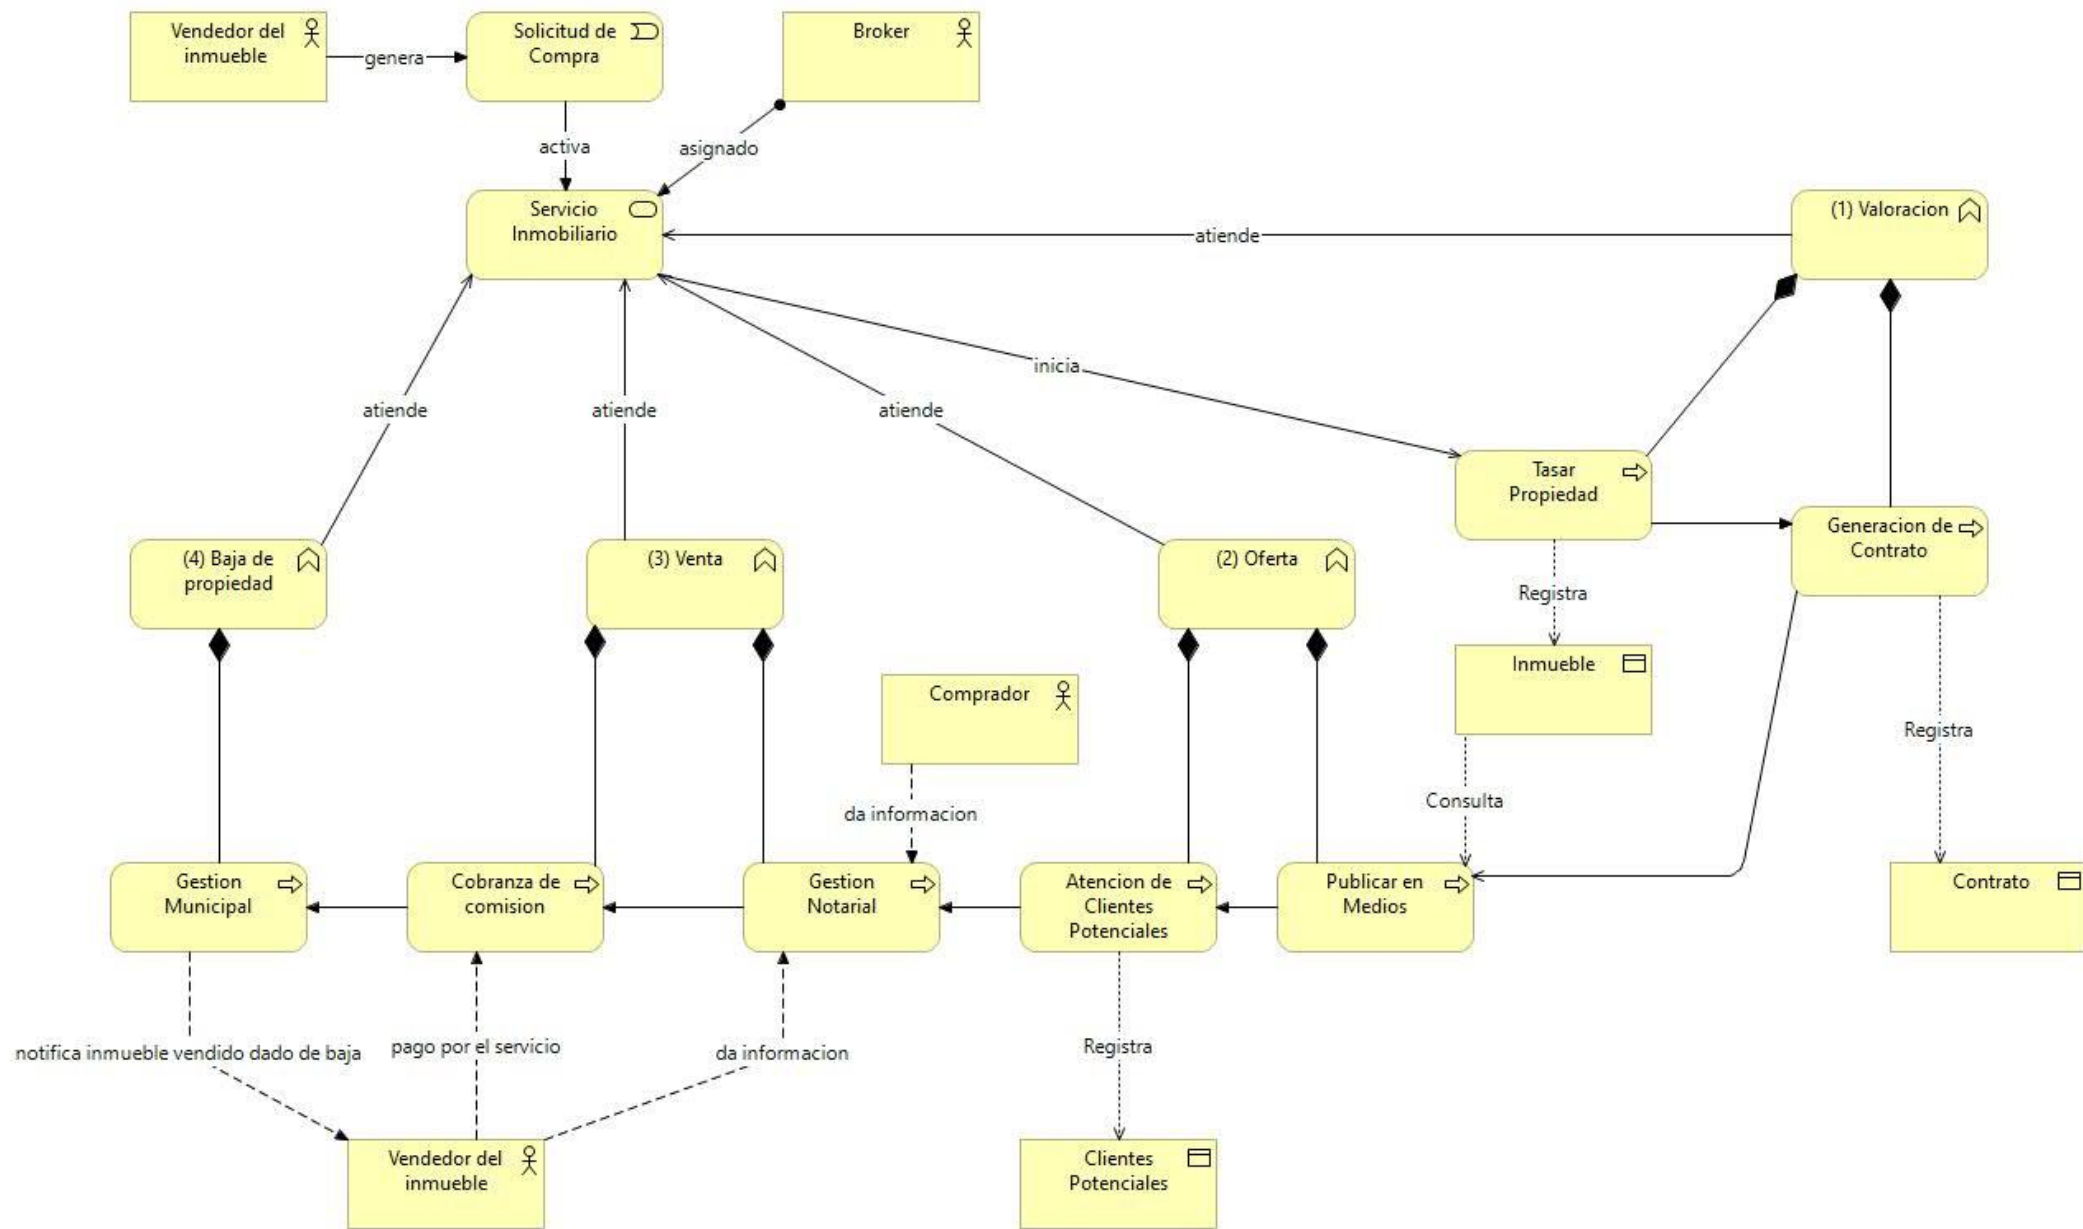 Vendedor del
inmueble
genera
Solicitud de
Compra
Broker
activa
asignado
Servicio
Inmobiliario
atiende
(1) Valoracion
inicia
atiende
atiende
atiende
Tasar
Propiedad
Generacion de
Contrato
(4) Baja de
propiedad
(3) Venta
(2) Oferta
Registra
Inmueble
Comprador
Registra
Consulta
da informacion
Gestion
Municipal
Cobranza de
comision
Gestion
Notarial
Atencion de
Clientes
Potenciales
Publicar en
Medios
Contrato
notifica inmueble vendido dado de baja
pago por el servicio
da informacion
Registra
Vendedor del
inmueble
Clientes
Potenciales